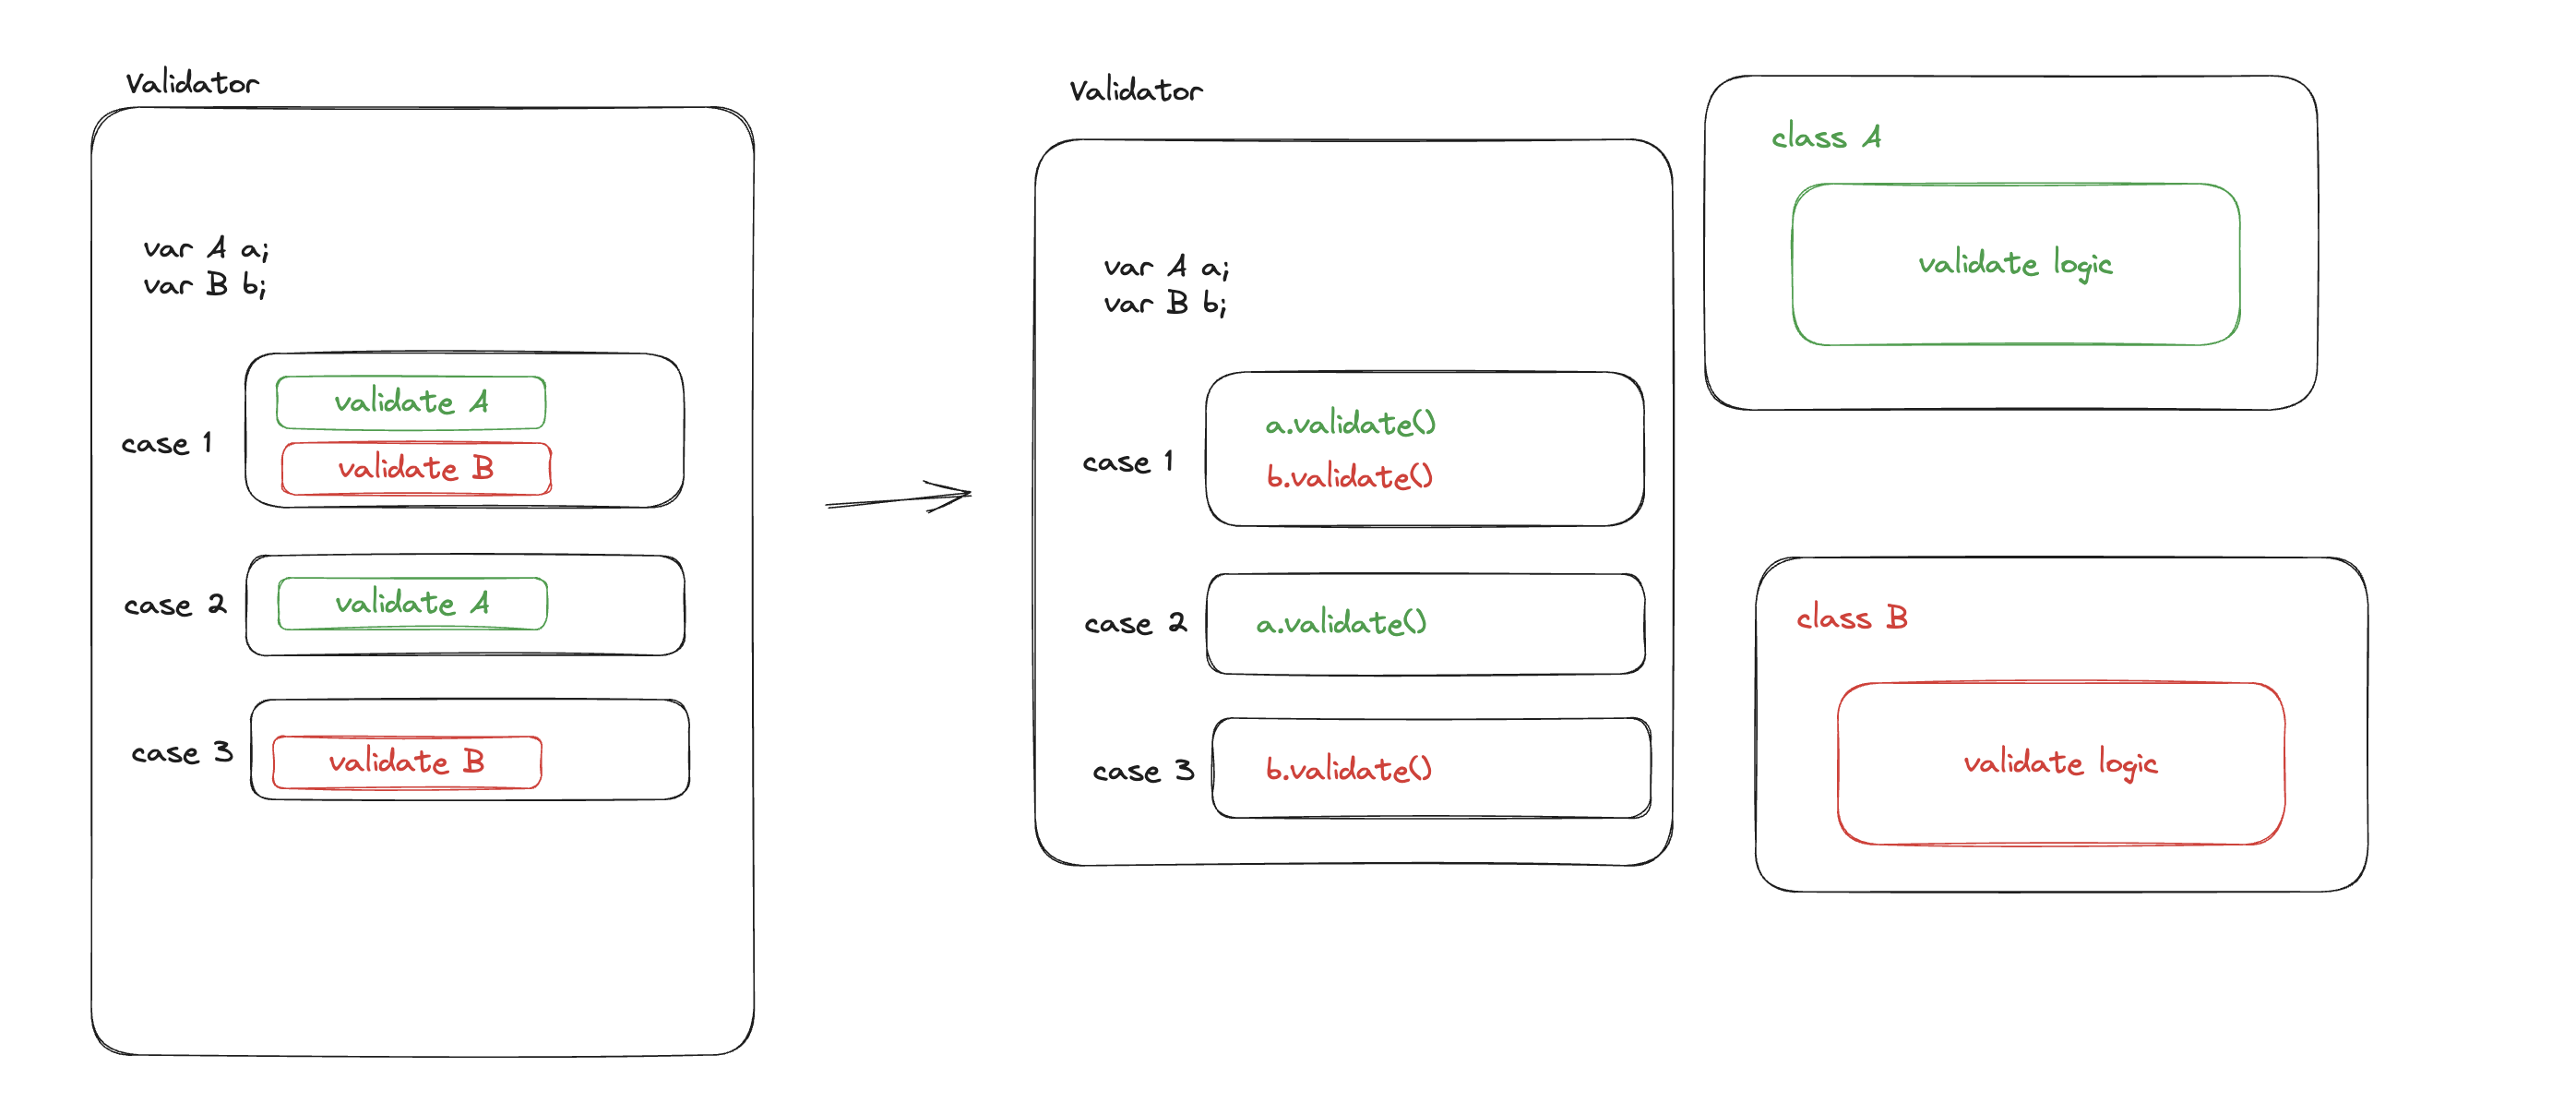 Validator
var A a;
var B b;
case 1
validate A
validate B
case 2
validate A
case 3
validate B
Validator
var A a;
var B b;
case 1
a.validate()
b.validate()
case 2
a.validate()
case 3
b.validate()
class A
validate logic
class B
validate logic